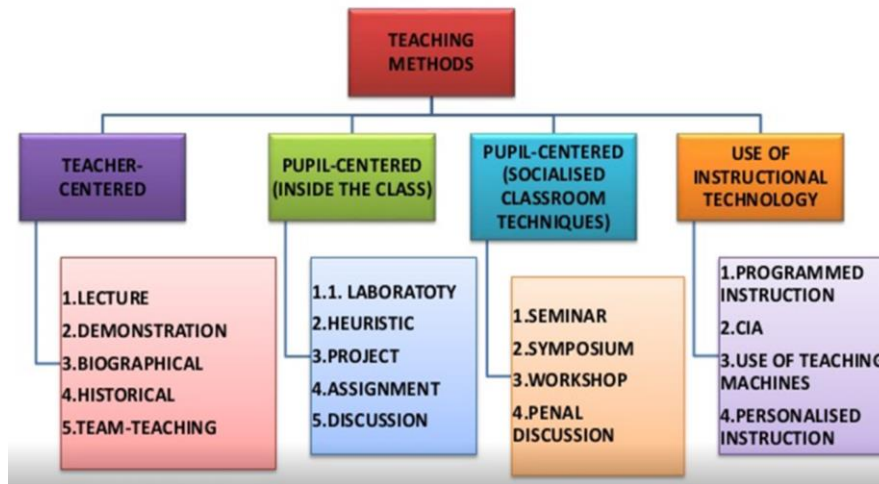 TEACHING
METHODS
TEACHER-
CENTERED
PUPIL-CENTERED
(INSIDE THE CLASS)
PUPIL-CENTERED
(SOCIALISED
CLASSROOM
TECHNIQUES)
USE OF
INSTRUCTIONAL
TECHNOLOGY
1.LECTURE
2.DEMONSTRATION
3.BIOGRAPHICAL
4.HISTORICAL
5.TEAM-TEACHING
1.1. LABORATOTY
2.HEURISTIC
3.PROJECT
4.ASSIGNMENT
5.DISCUSSION
1.SEMINAR
2.SYMPOSIUM
3.WORKSHOP
4.PENAL
DISCUSSION
1.PROGRAMMED
INSTRUCTION
2.CIA
3.USE OF TEACHING
MACHINES
4.PERSONALISED
INSTRUCTION